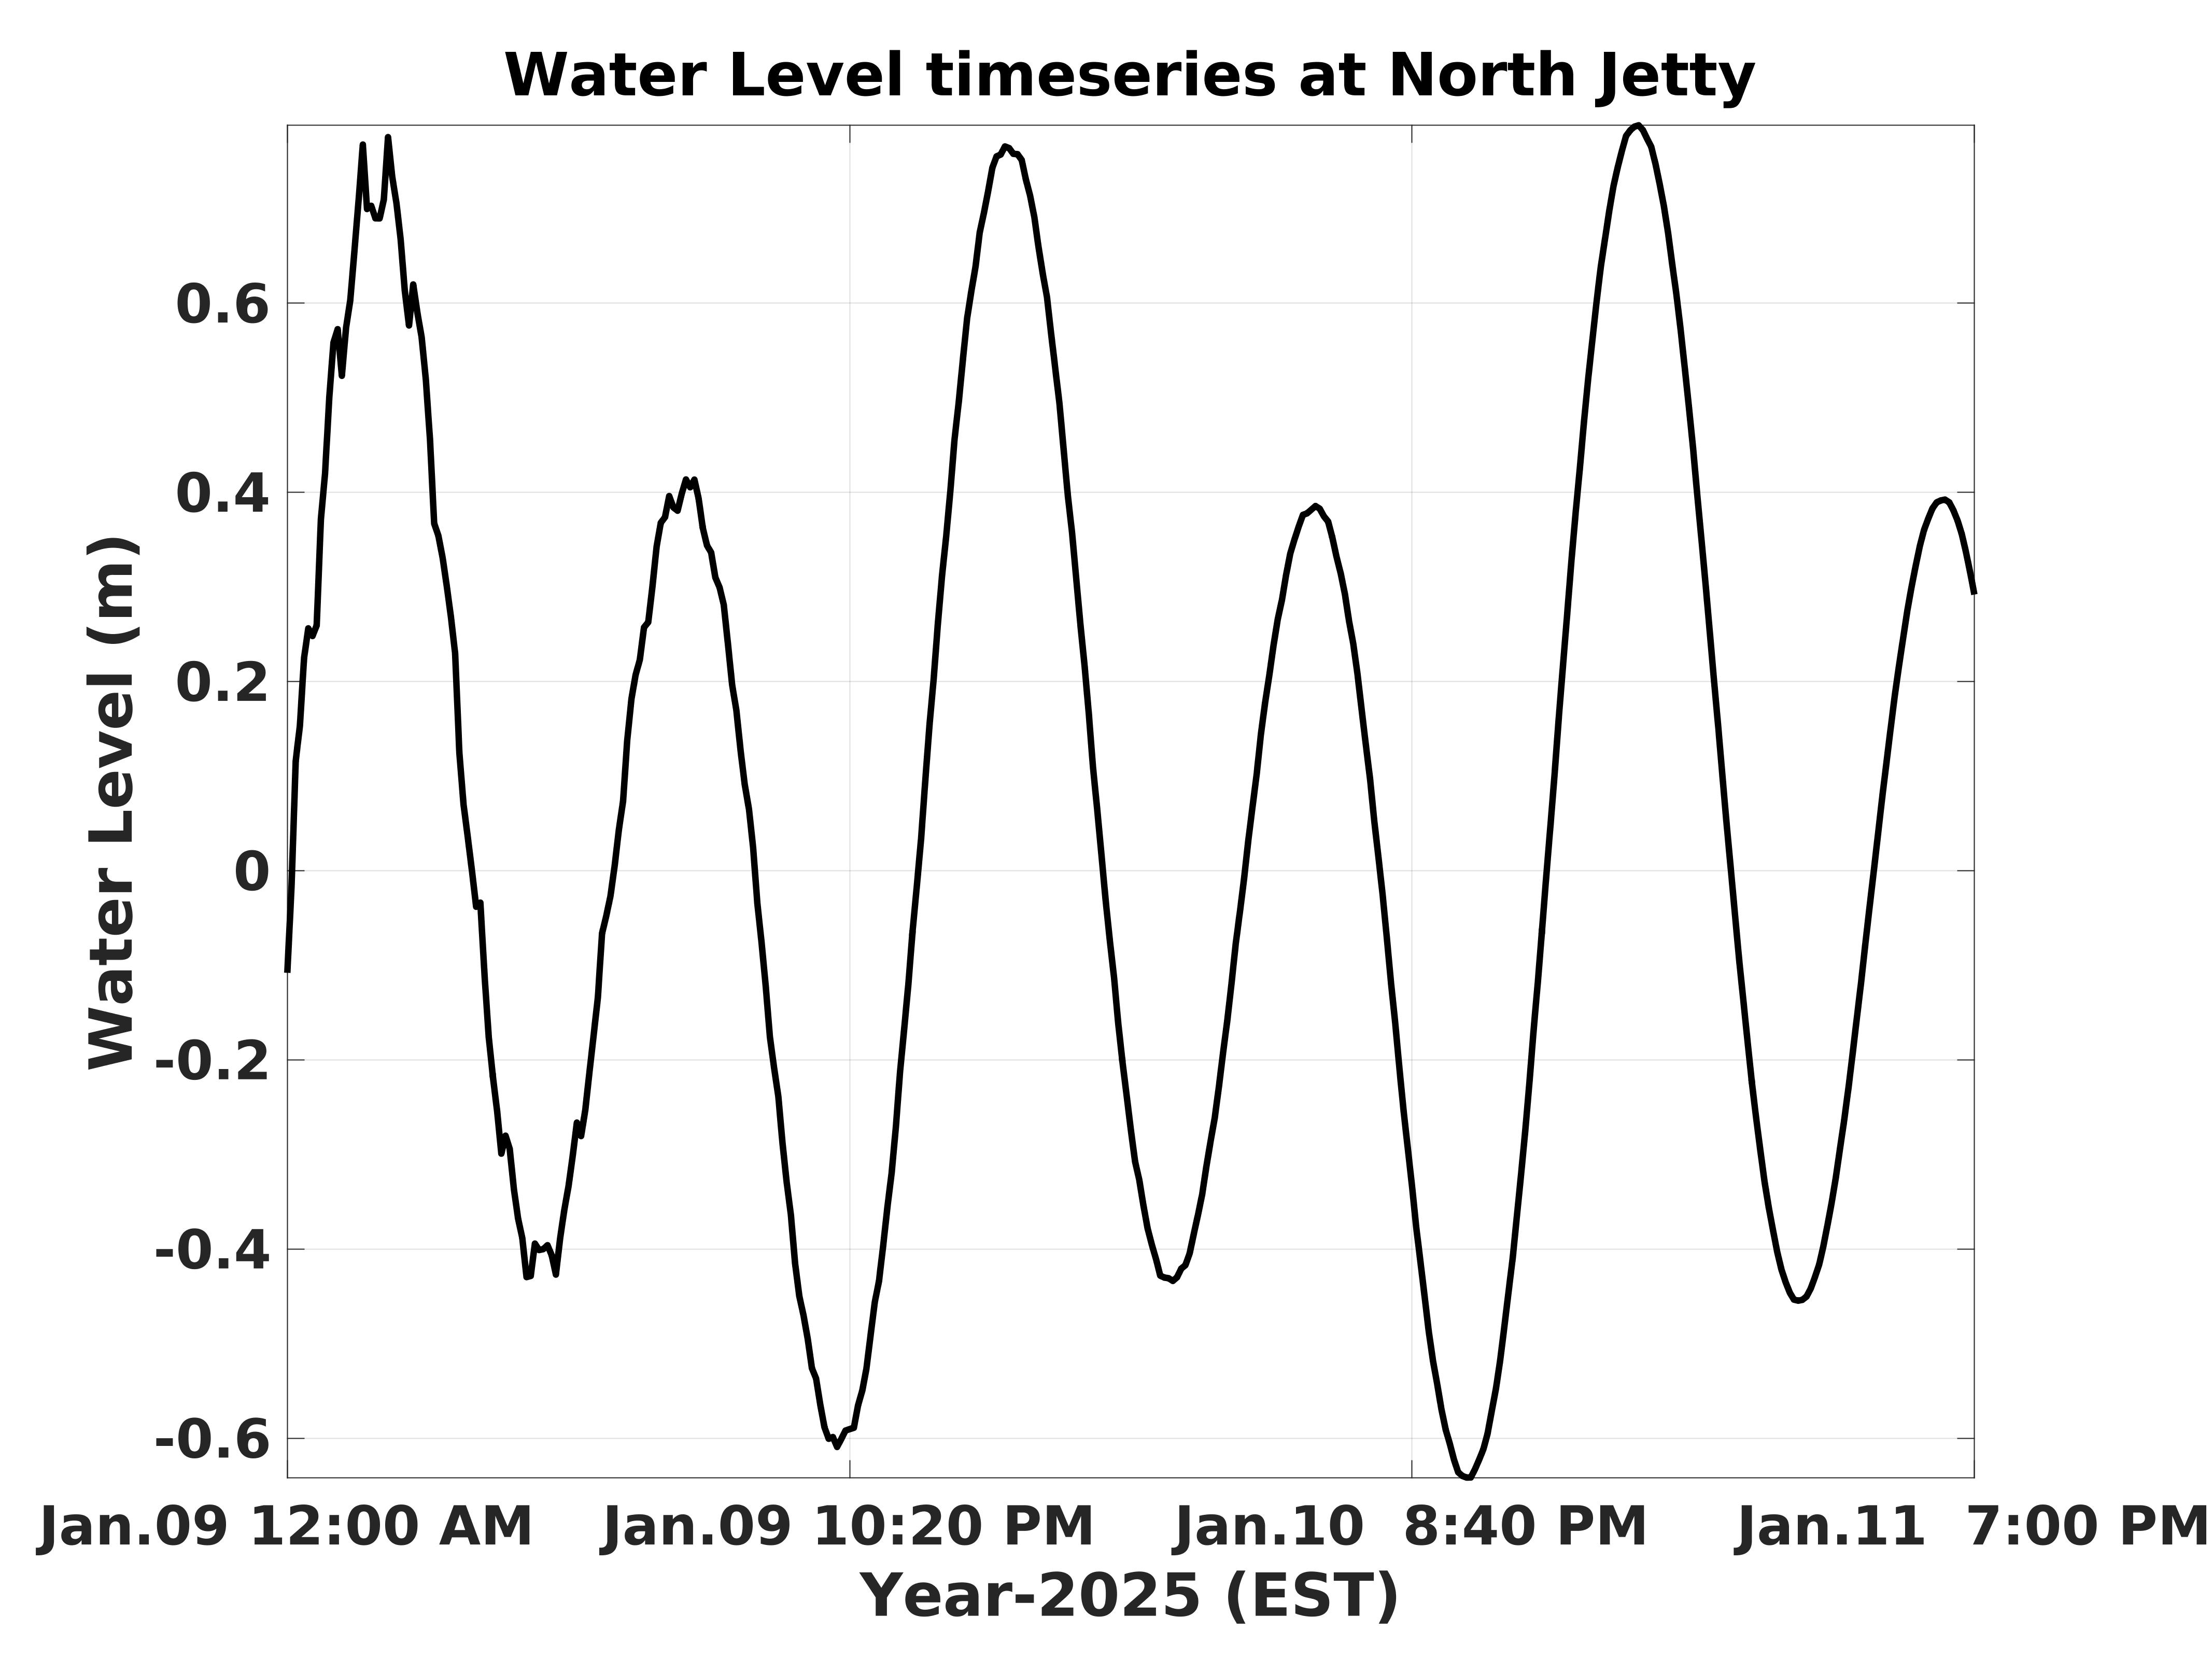 Water Level timeseries at North Jetty
Water Level (m)
0.6
0.4
0.2
0
-0.2
-0.4
-0.6
Jan.09 12:00 AM Jan.09 10:20 PM Jan.10 8:40 PM Jan.11 7:00 PM
Year-2025 (EST)